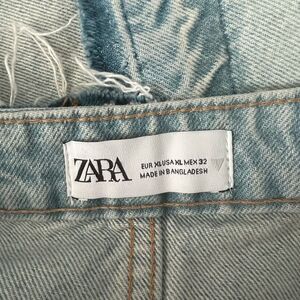 ZARA
EUR XL USA XL MEX 32
MADE IN BANGLADESH